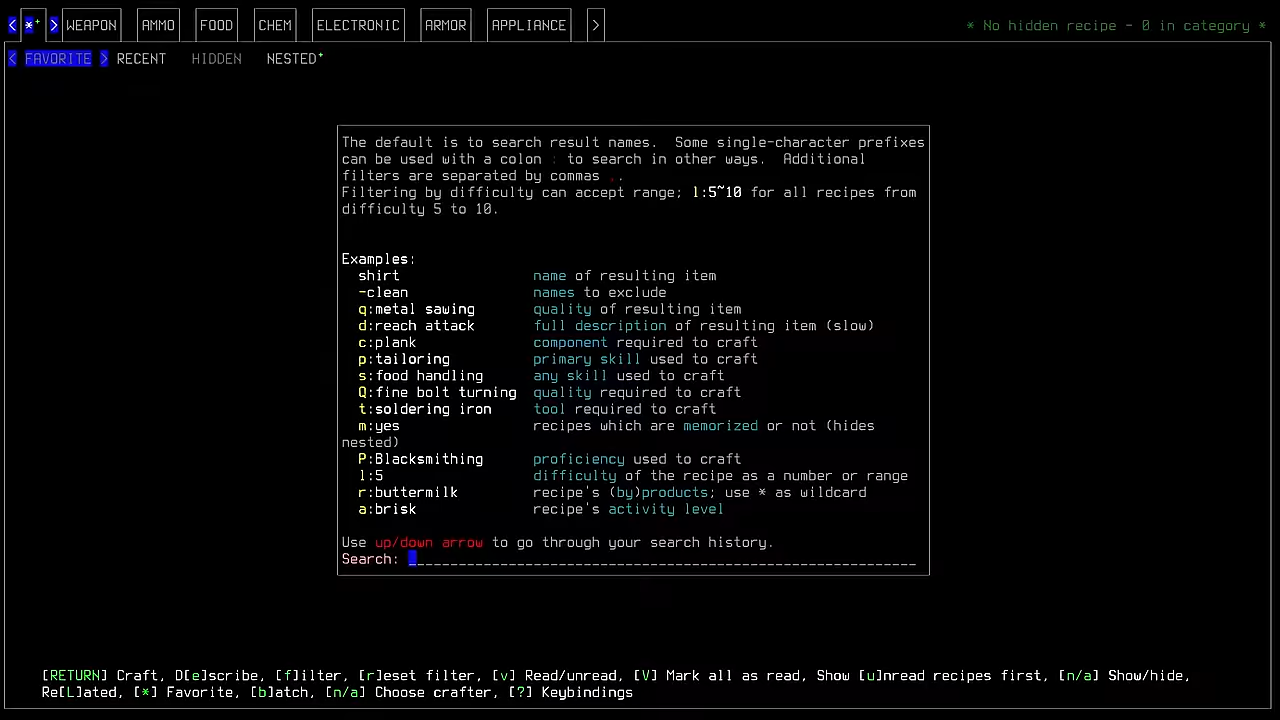 < *⁺ > WEAPON AMMO FOOD CHEM ELECTRONIC ARMOR APPLIANCE > * No hidden recipe - 0 in category *
< FAVORITE > RECENT HIDDEN NESTED⁺
The default is to search result names. Some single-character prefixes
can be used with a colon : to search in other ways. Additional
filters are separated by commas ,.
Filtering by difficulty can accept range; l:5~10 for all recipes from
difficulty 5 to 10.
Examples:
shirt name of resulting item
-clean names to exclude
q:metal sawing quality of resulting item
d:reach attack full description of resulting item (slow)
c:plank component required to craft
p:tailoring primary skill used to craft
s:food handling any skill used to craft
Q:fine bolt turning quality required to craft
t:soldering iron tool required to craft
m:yes recipes which are memorized or not (hides
nested)
P:Blacksmithing proficiency used to craft
l:5 difficulty of the recipe as a number or range
r:buttermilk recipe's (by)products; use * as wildcard
a:brisk recipe's activity level
Use up/down arrow to go through your search history.
Search:
[RETURN] Craft, D[e]scribe, [f]ilter, [r]eset filter, [v] Read/unread, [V] Mark all as read, Show [u]nread recipes first, [n/a] Show/hide,
Re[L]ated, [*] Favorite, [b]atch, [n/a] Choose crafter, [?] Keybindings